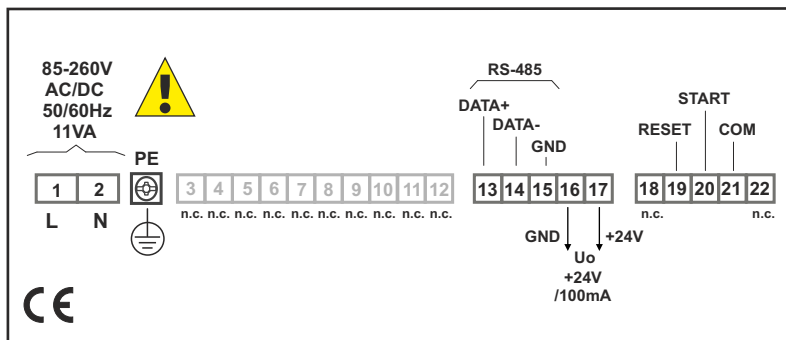 85-260V
AC/DC
50/60Hz
11VA
PE
1 2
L N
3 4 5 6 7 8 9 10 11 12
n.c. n.c. n.c. n.c. n.c. n.c. n.c. n.c. n.c. n.c.
RS-485
DATA+
DATA-
GND
13 14 15 16 17
GND
+24V
Uo
+24V
/100mA
START
RESET COM
18 19 20 21 22
n.c. n.c.
CE